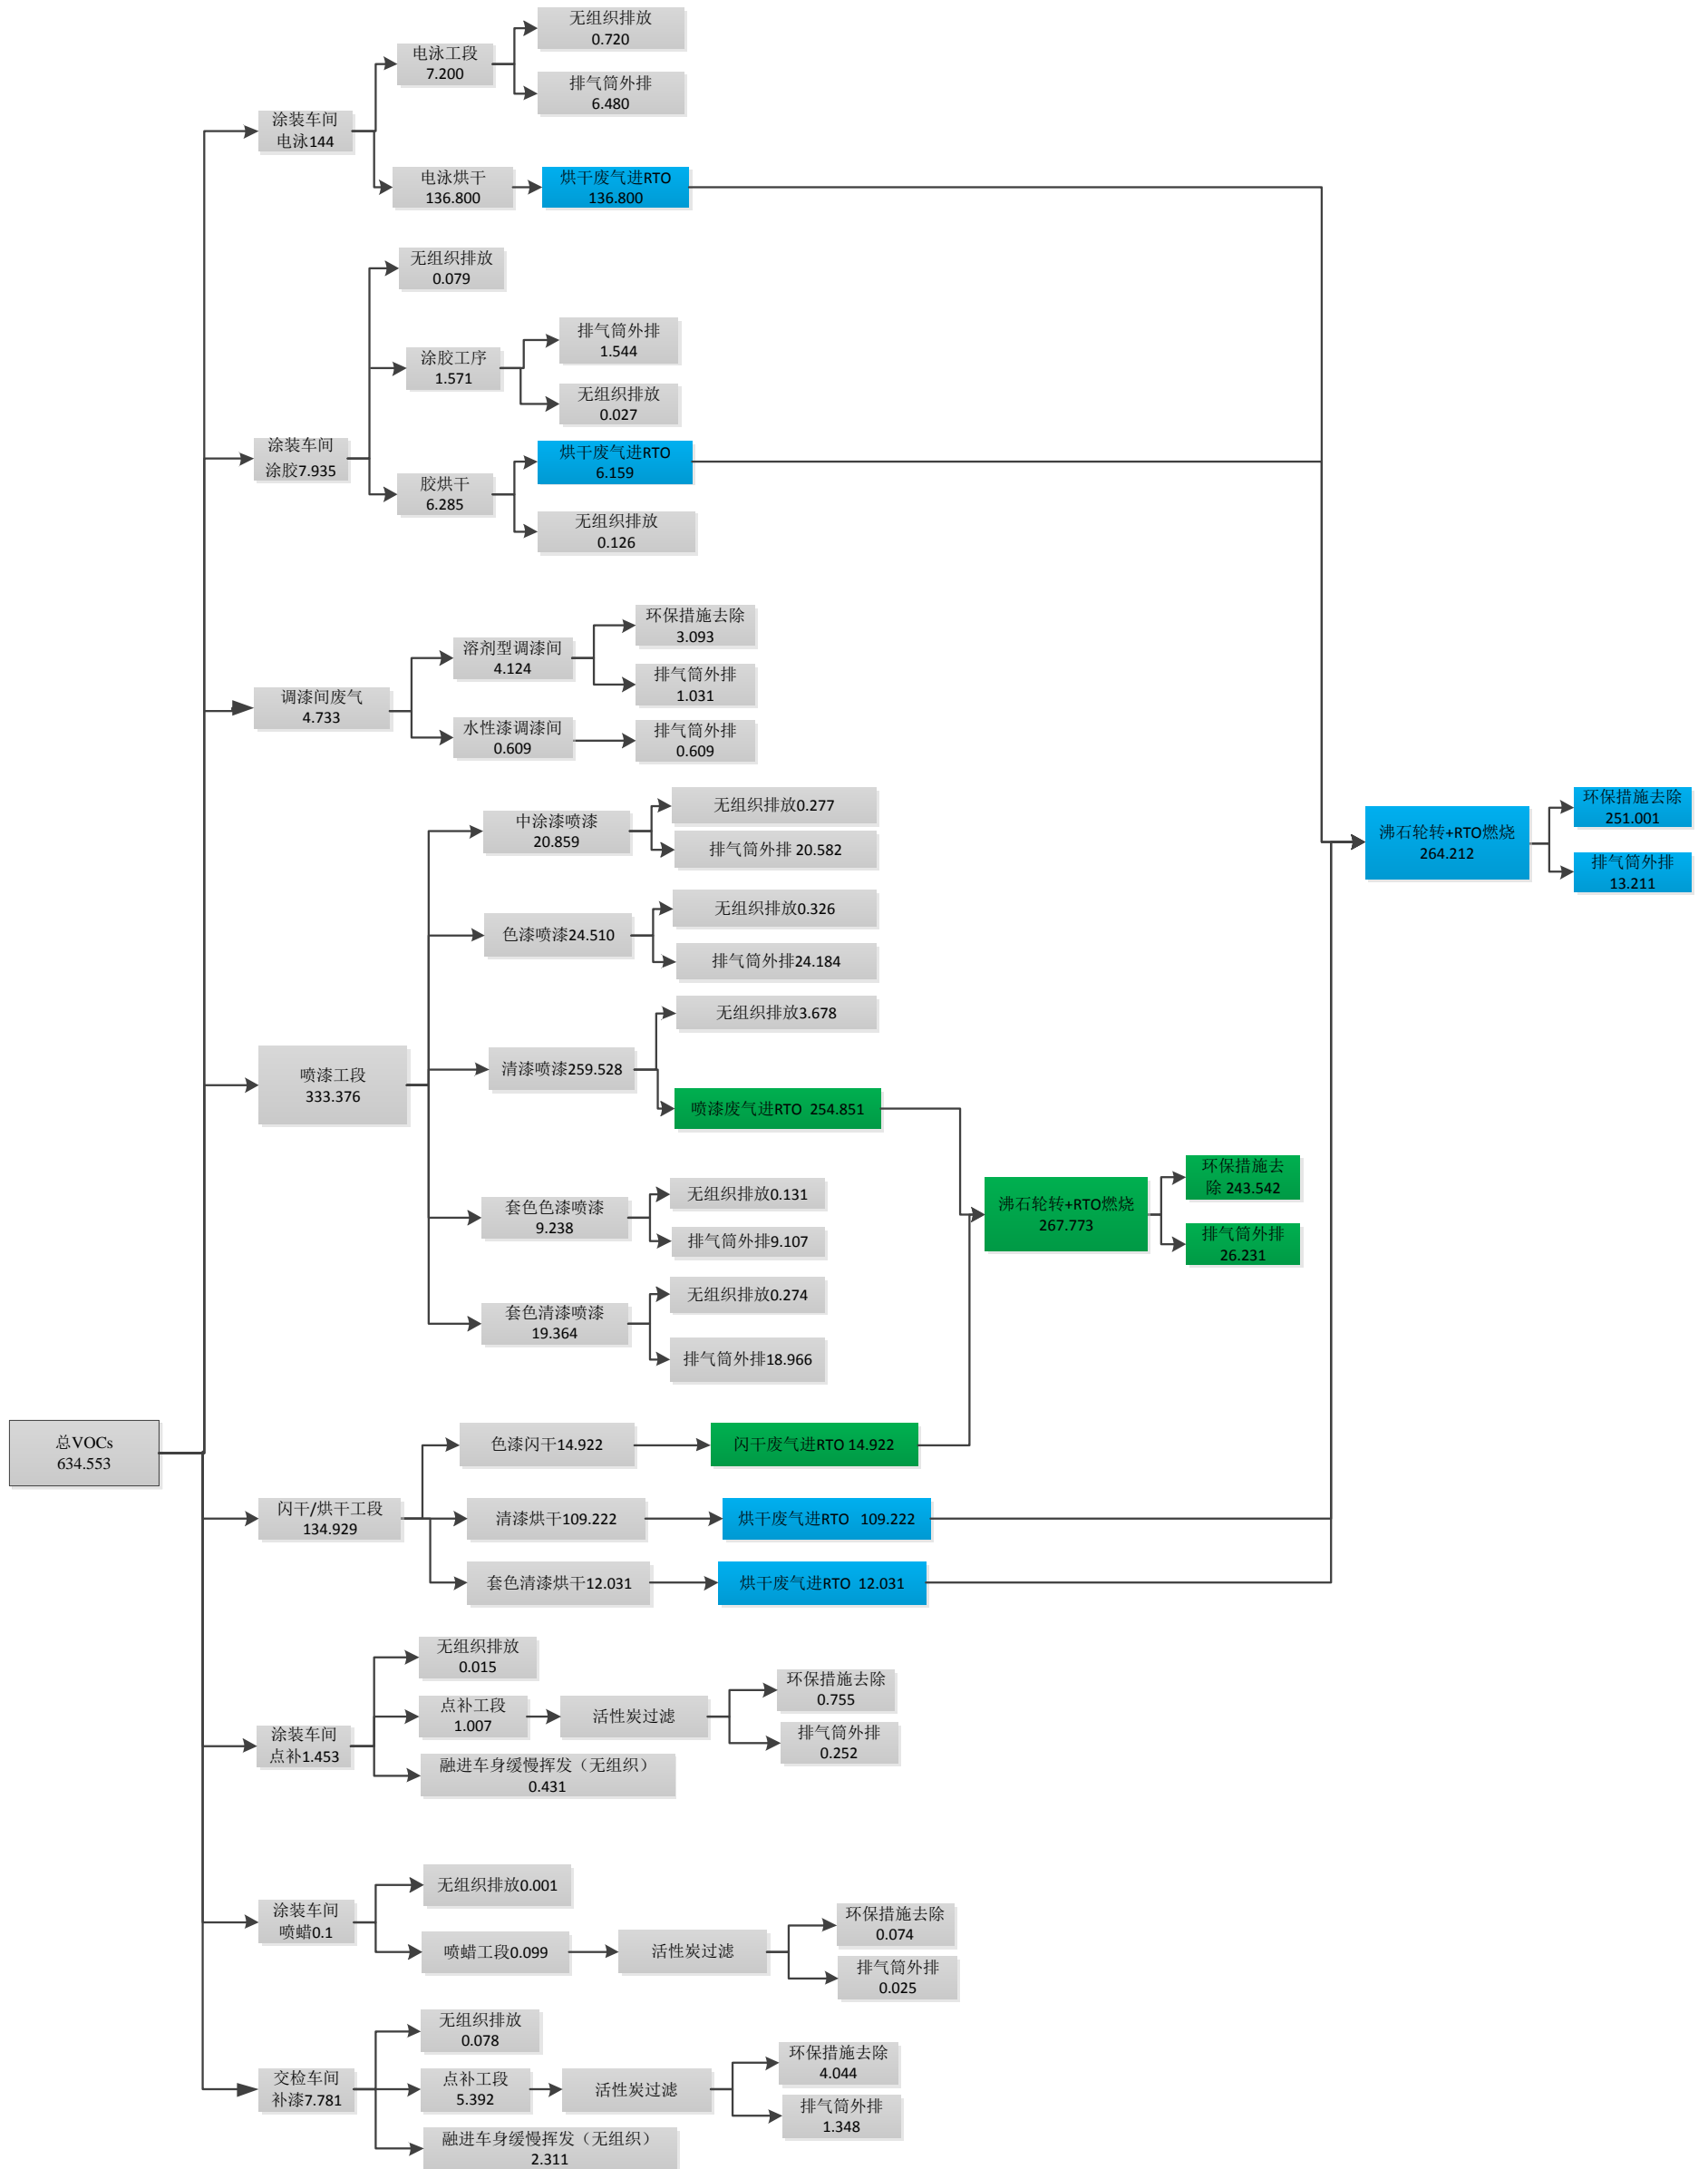 无组织排放
0.720
电泳工段
7.200
排气筒外排
6.480
涂装车间
电泳144
电泳烘干
136.800
烘干废气进RTO
136.800
无组织排放
0.079
排气筒外排
1.544
涂胶工序
1.571
无组织排放
0.027
涂装车间
涂胶7.935
烘干废气进RTO
6.159
胶烘干
6.285
无组织排放
0.126
环保措施去除
3.093
溶剂型调漆间
4.124
排气筒外排
1.031
调漆间废气
4.733
水性漆调漆间
0.609
排气筒外排
0.609
无组织排放0.277
中涂漆喷漆
20.859
排气筒外排 20.582
环保措施去除
251.001
沸石轮转+RTO燃烧
264.212
排气筒外排
13.211
无组织排放0.326
色漆喷漆24.510
排气筒外排24.184
无组织排放3.678
喷漆工段
333.376
清漆喷漆259.528
喷漆废气进RTO 254.851
环保措施去
除 243.542
沸石轮转+RTO燃烧
267.773
排气筒外排
26.231
无组织排放0.131
套色色漆喷漆
9.238
排气筒外排9.107
无组织排放0.274
套色清漆喷漆
19.364
排气筒外排18.966
总VOCs
634.553
色漆闪干14.922
闪干废气进RTO 14.922
闪干/烘干工段
134.929
清漆烘干109.222
烘干废气进RTO 109.222
套色清漆烘干12.031
烘干废气进RTO 12.031
无组织排放
0.015
涂装车间
点补1.453
点补工段
1.007
活性炭过滤
环保措施去除
0.755
排气筒外排
0.252
融进车身缓慢挥发（无组织）
0.431
无组织排放0.001
涂装车间
喷蜡0.1
喷蜡工段0.099
活性炭过滤
环保措施去除
0.074
排气筒外排
0.025
无组织排放
0.078
交检车间
补漆7.781
点补工段
5.392
活性炭过滤
环保措施去除
4.044
排气筒外排
1.348
融进车身缓慢挥发（无组织）
2.311